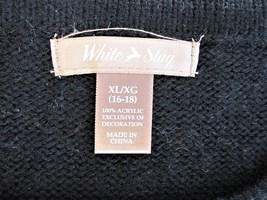 White Stag
XL/XG
(16-18)
100% ACRYLIC
EXCLUSIVE OF
DECORATION
MADE IN
CHINA